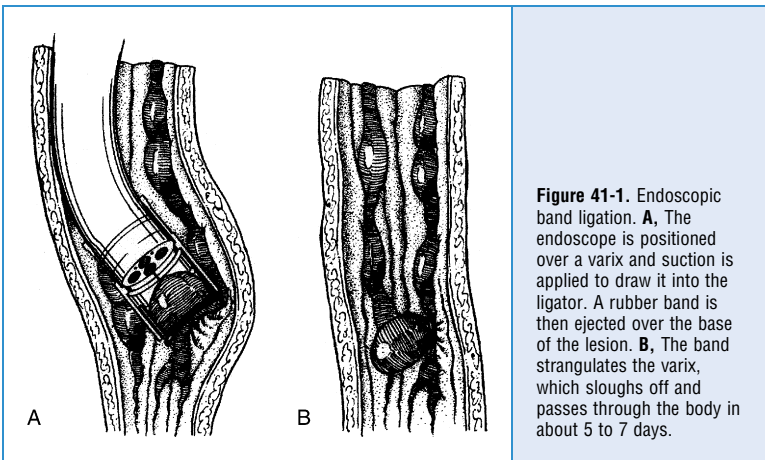 A
B
Figure 41-1. Endoscopic
band ligation. A, The
endoscope is positioned
over a varix and suction is
applied to draw it into the
ligator. A rubber band is
then ejected over the base
of the lesion. B, The band
strangulates the varix,
which sloughs off and
passes through the body in
about 5 to 7 days.